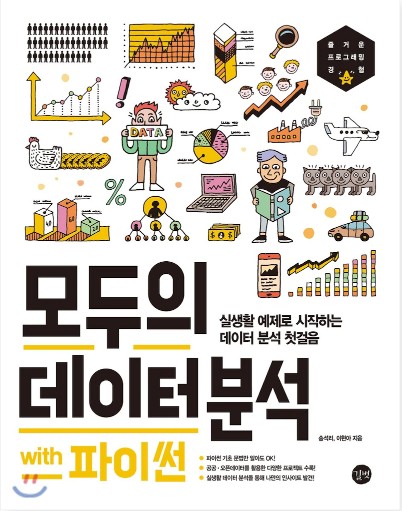 즐거운
프로그래밍
경험
!
DATA
%
모두의
실생활 예제로 시작하는
데이터 분석 첫걸음
데이터 분석
송석리, 이현아 지음
with 파이썬
• 파이썬 기초 문법만 알아도 OK!
• 공공·오픈데이터를 활용한 다양한 프로젝트 수록!
• 실생활 데이터 분석을 통해 나만의 인사이트 발견!
길벗
yes